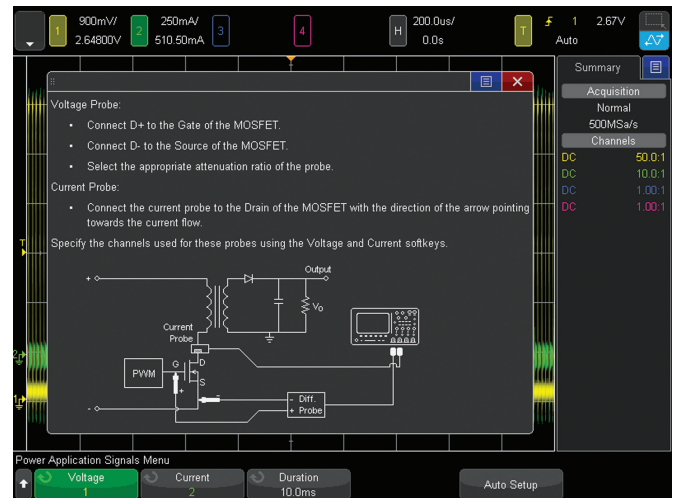 1 900mV/ 2.64800V
2 250mA/ 510.50mA
3
4
H 200.0us/ 0.0s
T 1 2.67V
Auto
Summary
Acquisition
Normal
500MSa/s
Channels
DC 50.0:1
DC 10.0:1
DC 1.00:1
DC 1.00:1
Voltage Probe:
• Connect D+ to the Gate of the MOSFET.
• Connect D- to the Source of the MOSFET.
• Select the appropriate attenuation ratio of the probe.
Current Probe:
• Connect the current probe to the Drain of the MOSFET with the direction of the arrow pointing
towards the current flow.
Specify the channels used for these probes using the Voltage and Current softkeys.
T
2
1
+
Output
Vo
Current
Probe
G
D
S
PWM
+
-
-
- Diff.
+ Probe
Power Application Signals Menu
Voltage
1
Current
2
Duration
10.0ms
Auto Setup